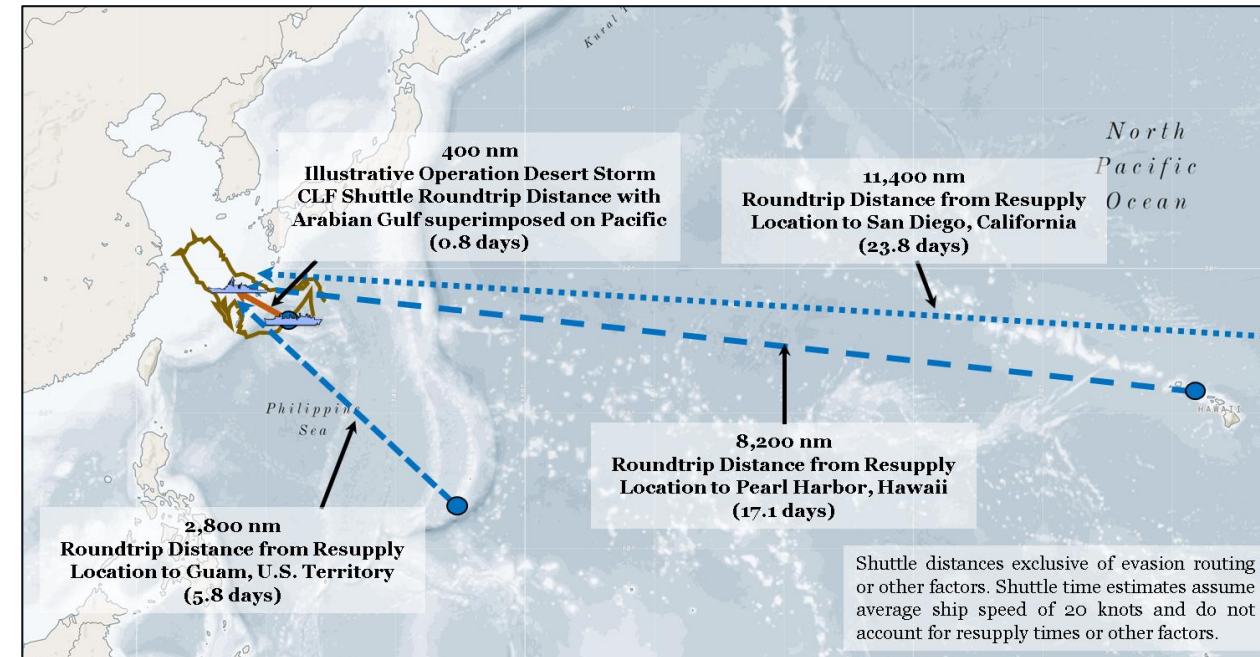 Kural
North
Pacific
Ocean
400 nm
Illustrative Operation Desert Storm
CLF Shuttle Roundtrip Distance with
Arabian Gulf superimposed on Pacific
(0.8 days)
11,400 nm
Roundtrip Distance from Resupply
Location to San Diego, California
(23.8 days)
Philippine
Sea
HAWAII
8,200 nm
Roundtrip Distance from Resupply
Location to Pearl Harbor, Hawaii
(17.1 days)
2,800 nm
Roundtrip Distance from Resupply
Location to Guam, U.S. Territory
(5.8 days)
Shuttle distances exclusive of evasion routing
or other factors. Shuttle time estimates assume
average ship speed of 20 knots and do not
account for resupply times or other factors.